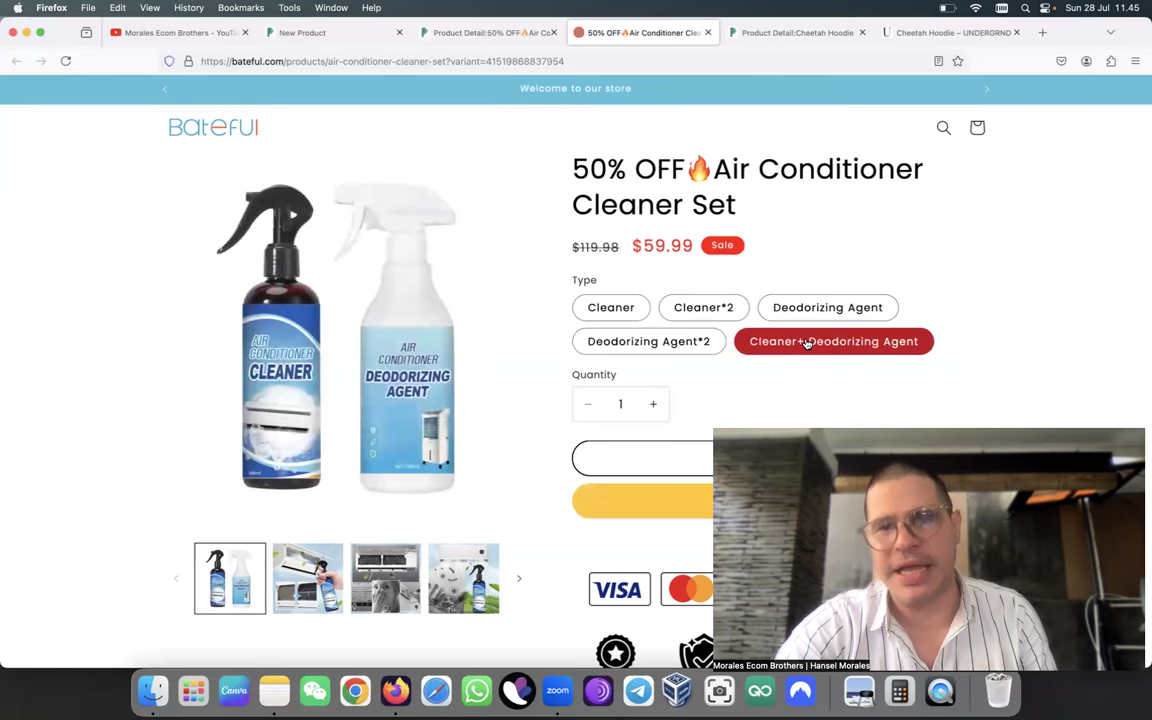 Firefox File Edit View History Bookmarks Tools Window Help Sun 28 Jul 11.45
Morales Ecom Brothers - YouTu New Product Product Detail:50% OFF🔥Air Co 50% OFF🔥Air Conditioner Clea Product Detail:Cheetah Hoodie Cheetah Hoodie – UNDERGRND
https://bateful.com/products/air-conditioner-cleaner-set?variant=41519868837954
Welcome to our store
Bateful
50% OFF🔥Air Conditioner
Cleaner Set
$119.98 $59.99 Sale
Type
Cleaner Cleaner*2 Deodorizing Agent
Deodorizing Agent*2 Cleaner+Deodorizing Agent
Quantity
− 1 +
AIR
CONDITIONER
CLEANER
AIR
CONDITIONER
DEODORIZING
AGENT
VISA
Morales Ecom Brothers | Hansel Morales
Canva
zoom